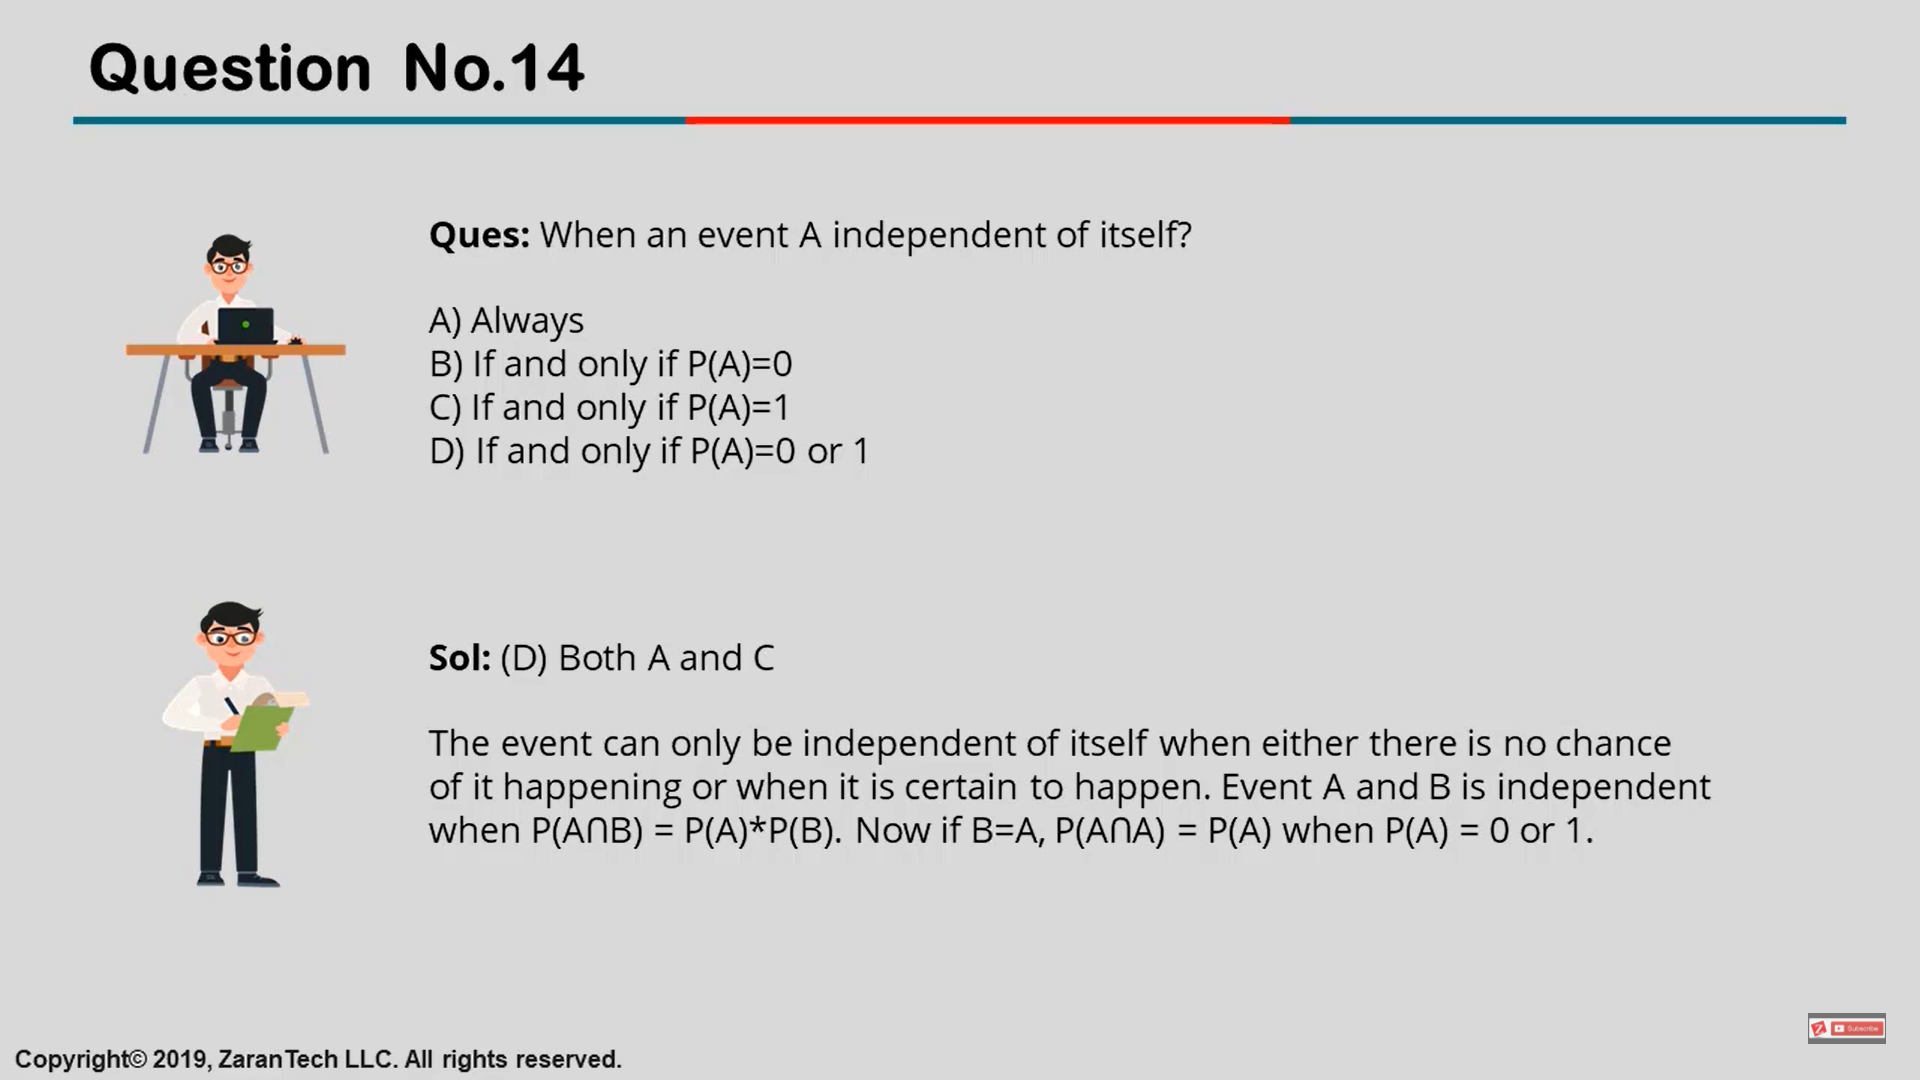 Question No.14
Ques: When an event A independent of itself?
A) Always
B) If and only if P(A)=0
C) If and only if P(A)=1
D) If and only if P(A)=0 or 1
Sol: (D) Both A and C
The event can only be independent of itself when either there is no chance
of it happening or when it is certain to happen. Event A and B is independent
when P(A∩B) = P(A)*P(B). Now if B=A, P(A∩A) = P(A) when P(A) = 0 or 1.
Z Subscribe
Copyright© 2019, ZaranTech LLC. All rights reserved.